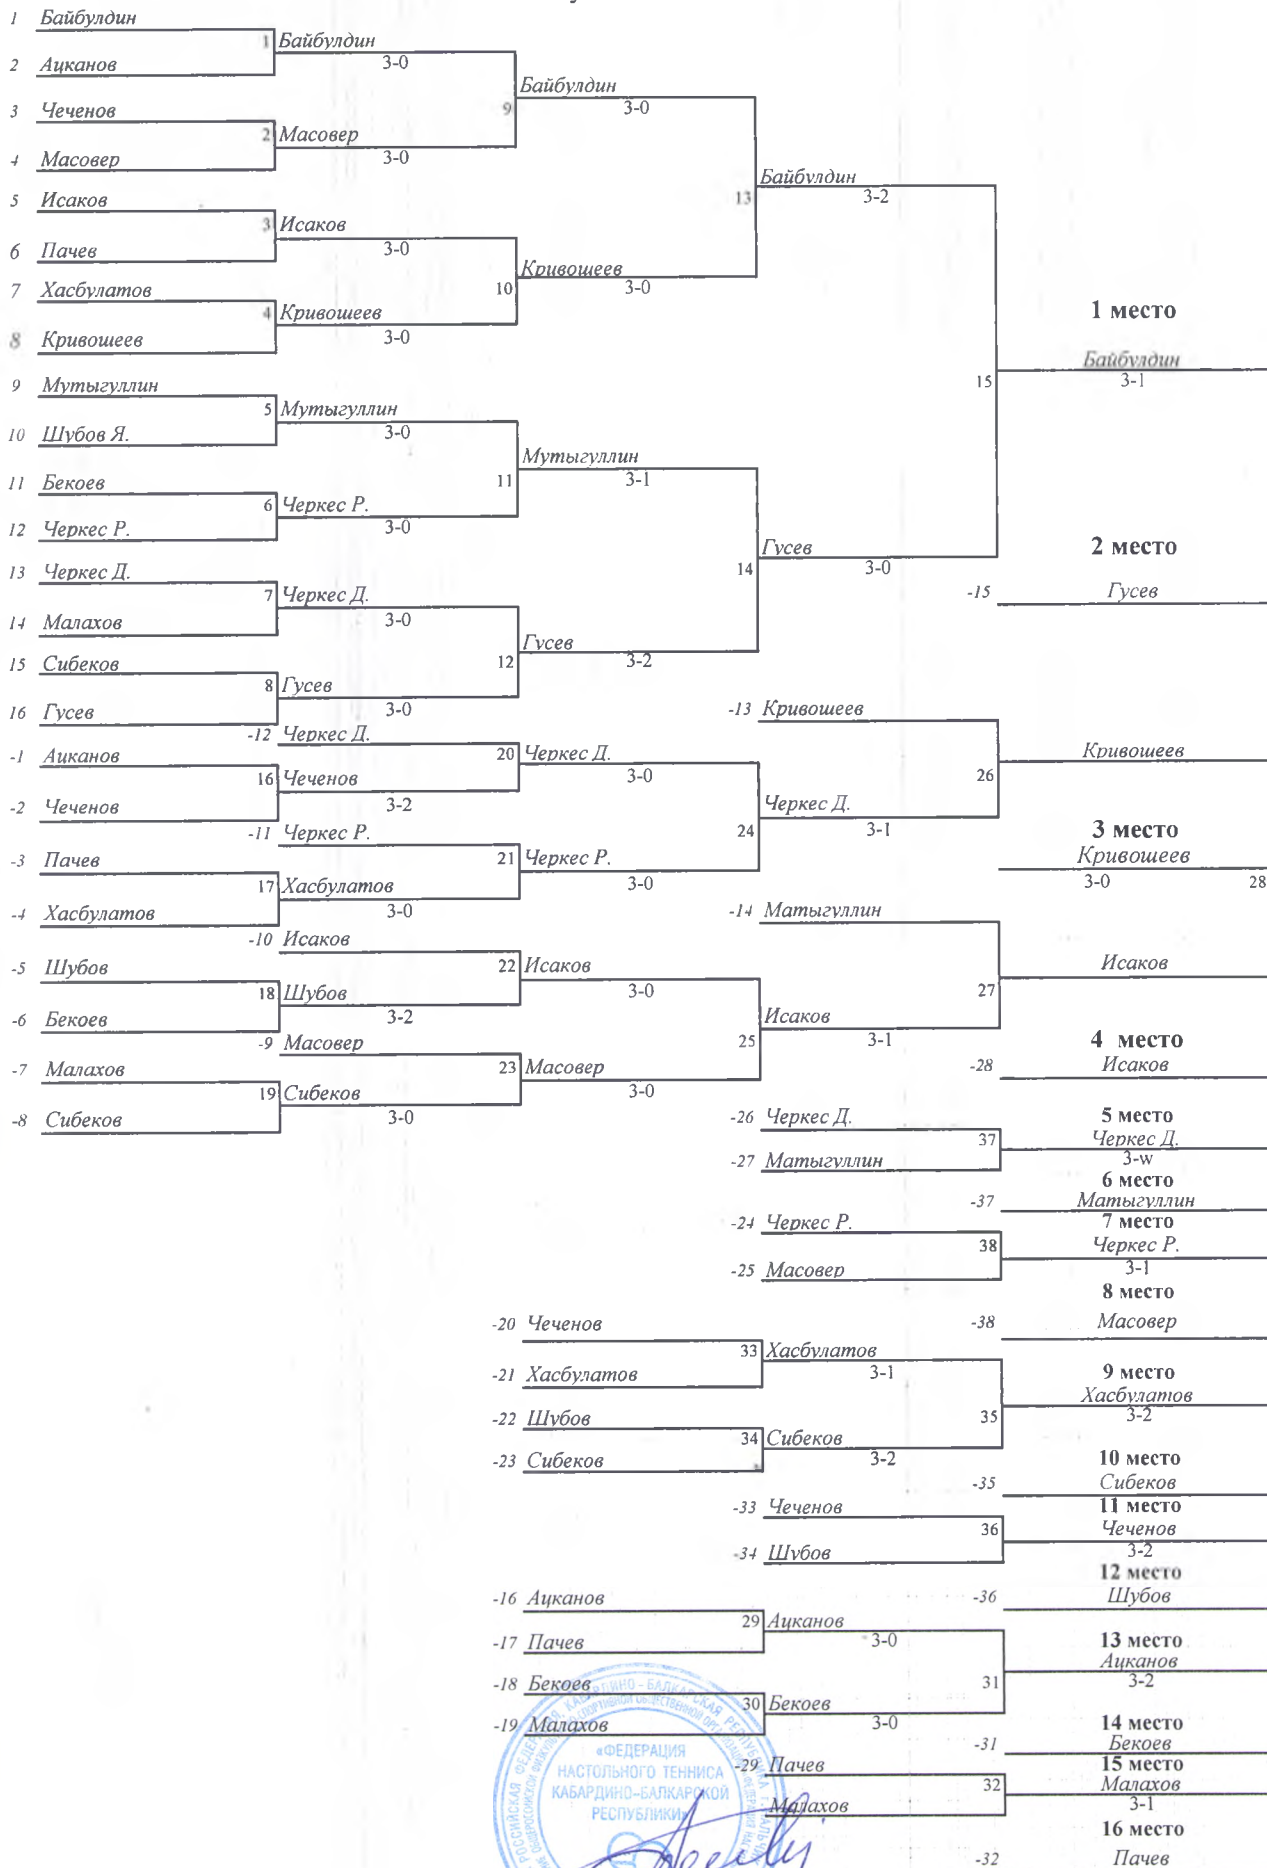 1 Байбулдин
1 Байбулдин
3-0
2 Ацканов
Байбулдин
9 3-0
3 Чеченов
2 Масовер
3-0
4 Масовер
Байбулдин
13 3-2
5 Исаков
3 Исаков
3-0
6 Пачев
Кривошеев
10 3-0
7 Хасбулатов
4 Кривошеев
3-0
8 Кривошеев
1 место
Байбулдин
15 3-1
9 Мутыгуллин
5 Мутыгуллин
3-0
10 Шубов Я.
Мутыгуллин
11 3-1
11 Бекоев
6 Черкес Р.
3-0
12 Черкес Р.
Гусев
14 3-0
2 место
-15 Гусев
13 Черкес Д.
7 Черкес Д.
3-0
14 Малахов
Гусев
12 3-2
15 Сибеков
8 Гусев
3-0
16 Гусев
-13 Кривошеев
-12 Черкес Д.
-1 Ацканов
20 Черкес Д.
3-0
Кривошеев
26
16 Чеченов
3-2
-2 Чеченов
Черкес Д.
24 3-1
-11 Черкес Р.
3 место
Кривошеев
3-0 28
-3 Пачев
21 Черкес Р.
3-0
17 Хасбулатов
3-0
-4 Хасбулатов
-14 Матыгуллин
-10 Исаков
-5 Шубов
22 Исаков
3-0
Исаков
27
18 Шубов
3-2
-6 Бекоев
Исаков
25 3-1
-9 Масовер
4 место
-28 Исаков
-7 Малахов
23 Масовер
3-0
19 Сибеков
3-0
-8 Сибеков
-26 Черкес Д.
5 место
37 Черкес Д.
3-w
-27 Матыгуллин
6 место
-37 Матыгуллин
7 место
-24 Черкес Р.
38 Черкес Р.
3-1
-25 Масовер
8 место
-38 Масовер
-20 Чеченов
33 Хасбулатов
3-1
-21 Хасбулатов
9 место
Хасбулатов
35 3-2
-22 Шубов
34 Сибеков
3-2
-23 Сибеков
10 место
-35 Сибеков
11 место
-33 Чеченов
36 Чеченов
3-2
-34 Шубов
12 место
-36 Шубов
-16 Ацканов
29 Ацканов
3-0
-17 Пачев
13 место
Ацканов
31 3-2
-18 Бекоев
30 Бекоев
3-0
-19 Малахов
14 место
-31 Бекоев
15 место
-29 Пачев
32 Малахов
3-1
Малахов
16 место
-32 Пачев
«ФЕДЕРАЦИЯ
НАСТОЛЬНОГО ТЕННИСА
КАБАРДИНО-БАЛКАРСКОЙ
РЕСПУБЛИКИ»